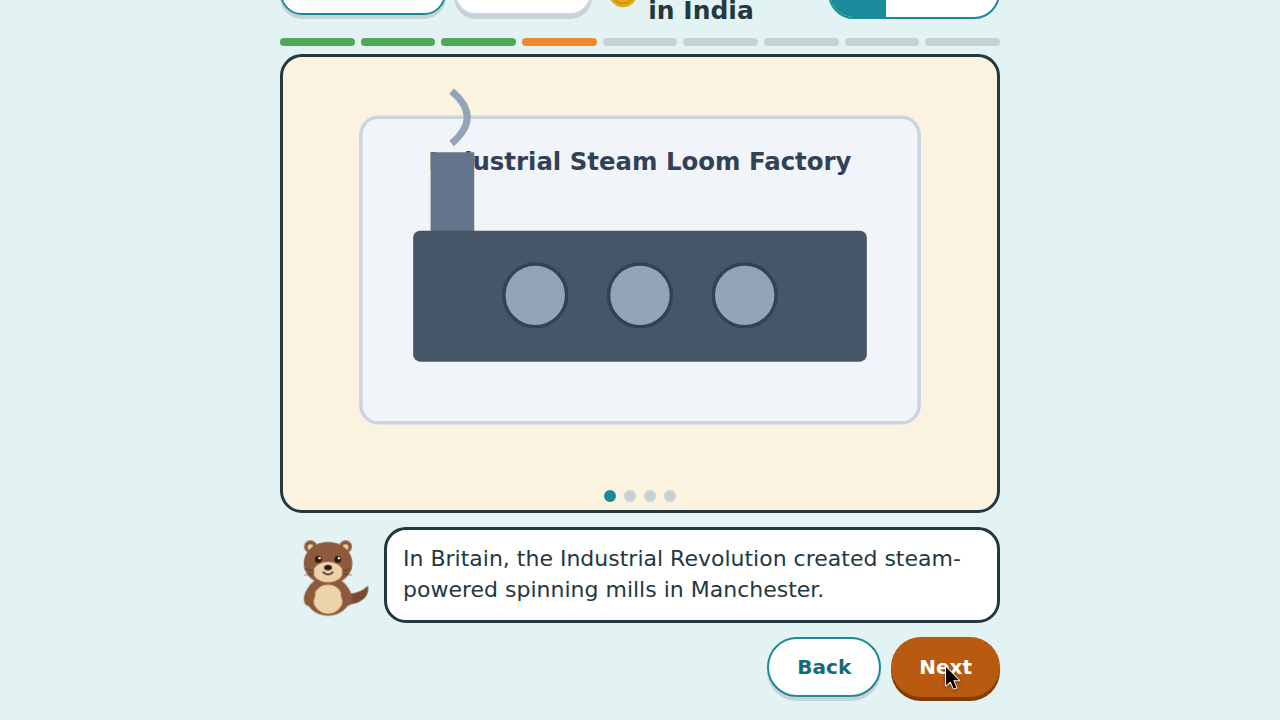 in India
Industrial Steam Loom Factory
In Britain, the Industrial Revolution created steam-
powered spinning mills in Manchester.
Back
Next